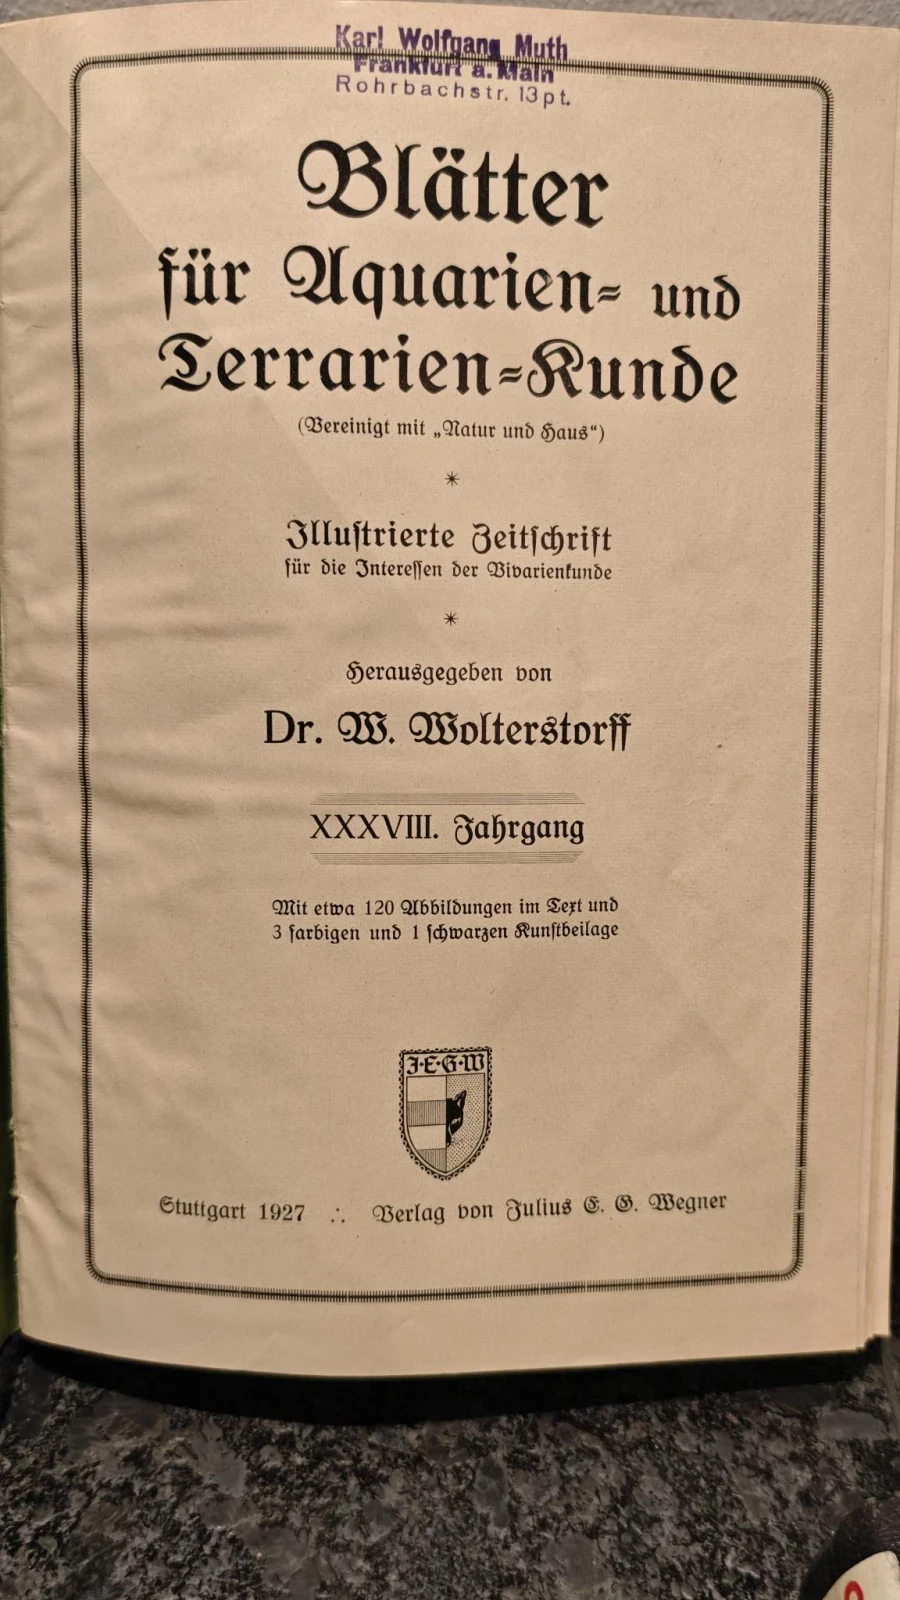 Karl Wolfgang Muth
Frankfurt a. Main
Rohrbachstr. 13pt.
Blätter
für Aquarien- und
Terrarien-Kunde
(Vereinigt mit „Natur und Haus“)
*
Illuſtrierte Zeitſchrift
für die Intereſſen der Vivarienkunde
*
Herausgegeben von
Dr. W. Wolterstorff
XXXVIII. Jahrgang
Mit etwa 120 Abbildungen im Text und
3 farbigen und 1 ſchwarzen Kunſtbeilage
J·E·G·W
Stuttgart 1927 ∴ Verlag von Julius E. G. Wegner